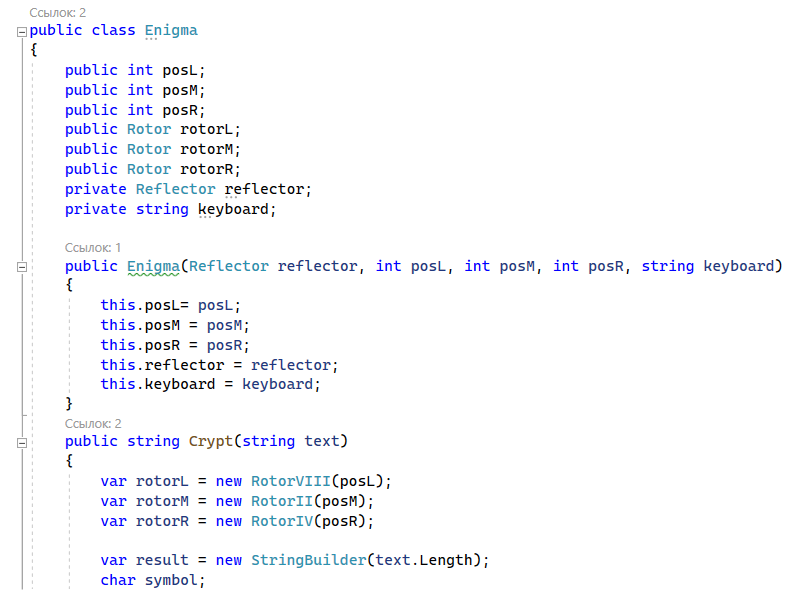 Ссылок: 2
public class Enigma
{
    public int posL;
    public int posM;
    public int posR;
    public Rotor rotorL;
    public Rotor rotorM;
    public Rotor rotorR;
    private Reflector reflector;
    private string keyboard;
Ссылок: 1
    public Enigma(Reflector reflector, int posL, int posM, int posR, string keyboard)
    {
        this.posL= posL;
        this.posM = posM;
        this.posR = posR;
        this.reflector = reflector;
        this.keyboard = keyboard;
    }
Ссылок: 2
    public string Crypt(string text)
    {
        var rotorL = new RotorVIII(posL);
        var rotorM = new RotorII(posM);
        var rotorR = new RotorIV(posR);
        var result = new StringBuilder(text.Length);
        char symbol;